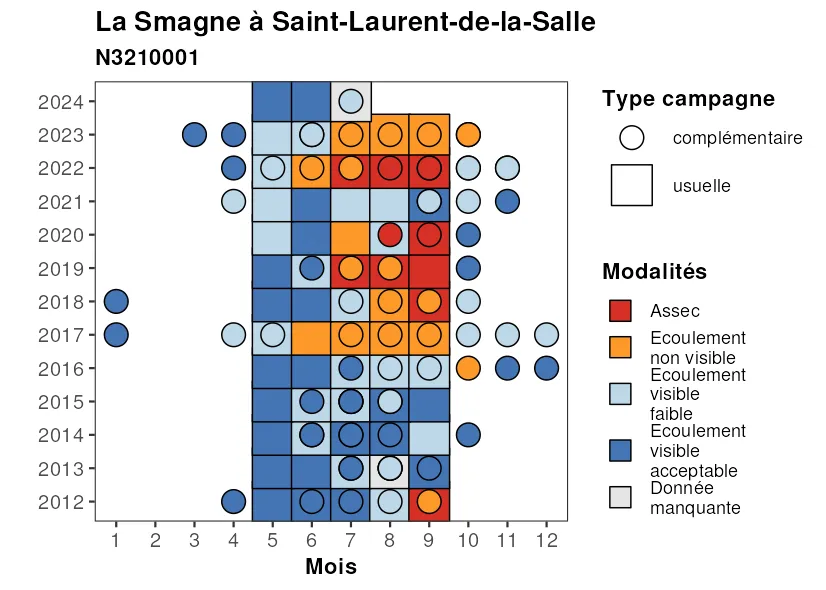 La Smagne à Saint-Laurent-de-la-Salle
N3210001
2024
2023
2022
2021
2020
2019
2018
2017
2016
2015
2014
2013
2012
1 2 3 4 5 6 7 8 9 10 11 12
Mois
Type campagne
complémentaire
usuelle
Modalités
Assec
Ecoulement
non visible
Ecoulement
visible
faible
Ecoulement
visible
acceptable
Donnée
manquante